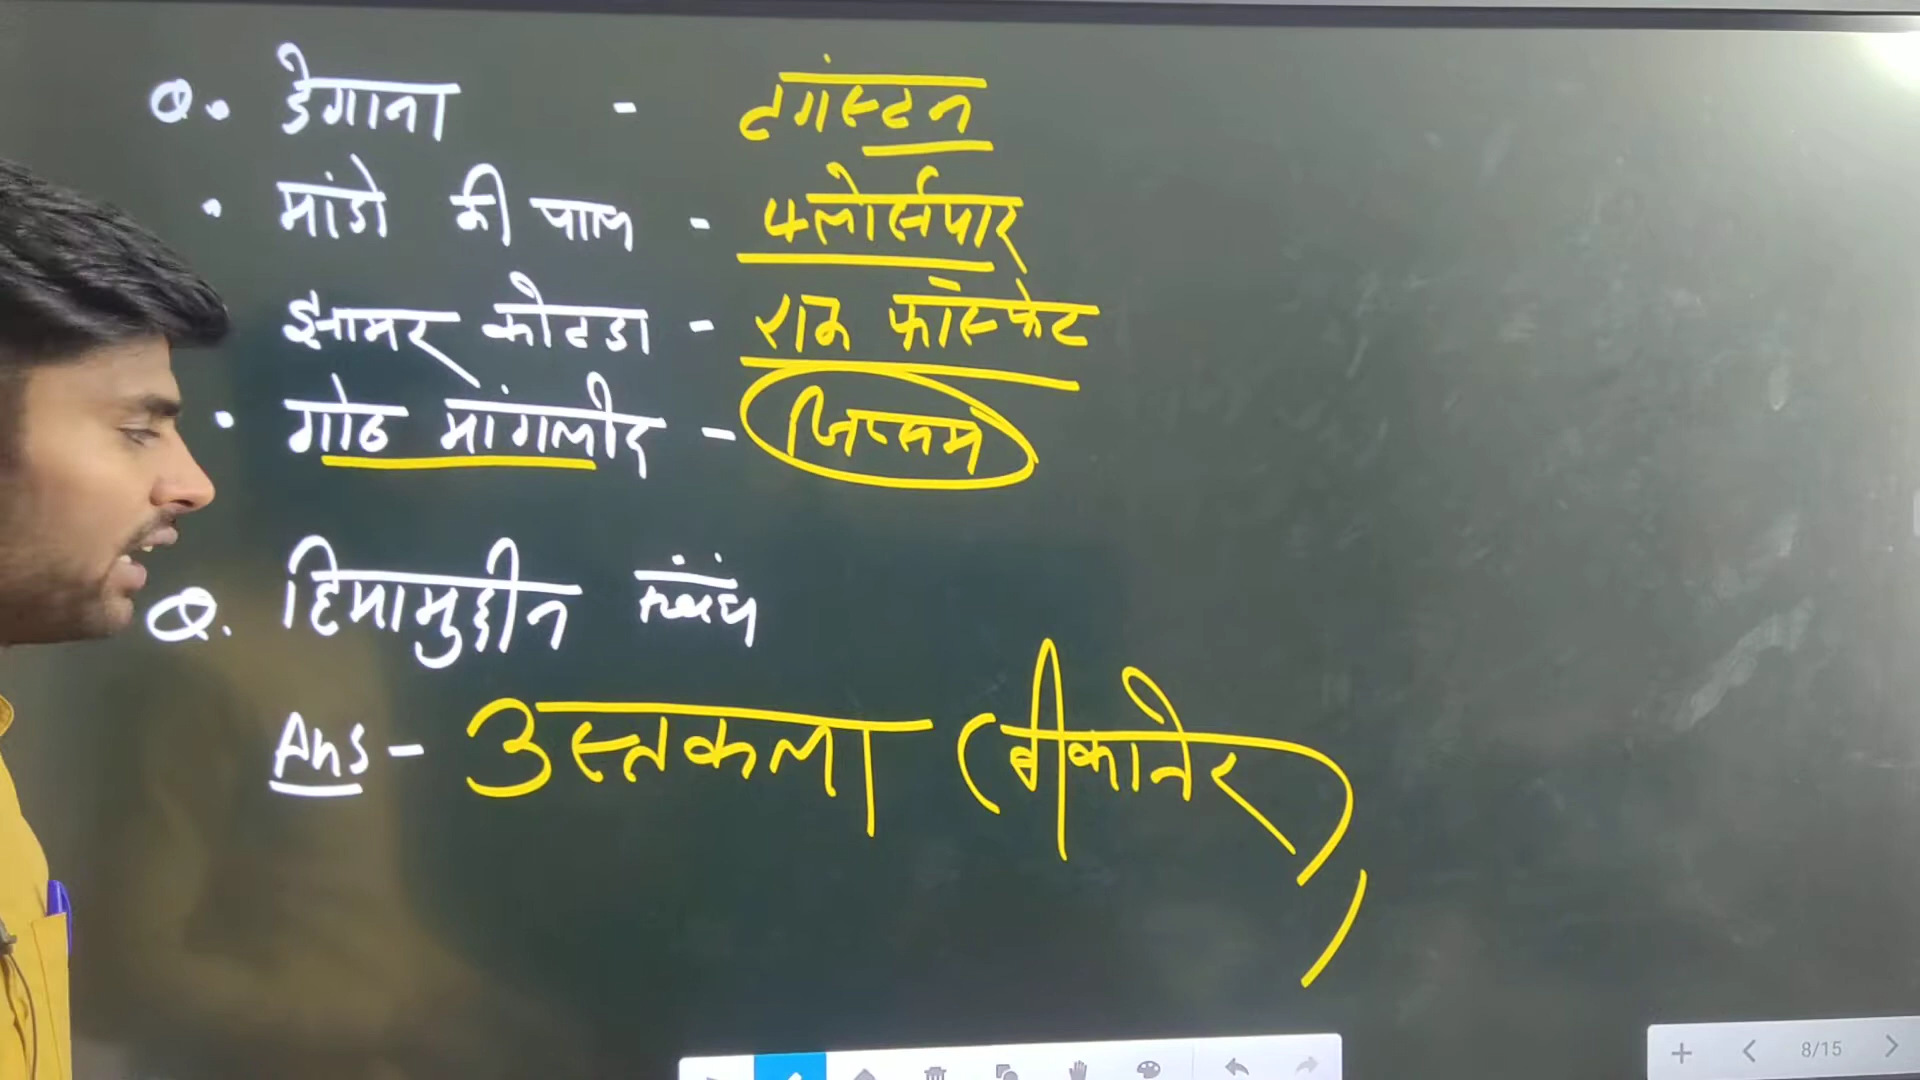 Q. डेगाना - टंगस्टन
• मांडो की पाल - फ्लोर्सपार
झामर कोटडा - राक फॉस्फेट
• गोठ मांगलोद - जिप्सम
Q. हिमामुद्दीन संबंध
Ans - उस्तकला (बीकानेर)
8/15